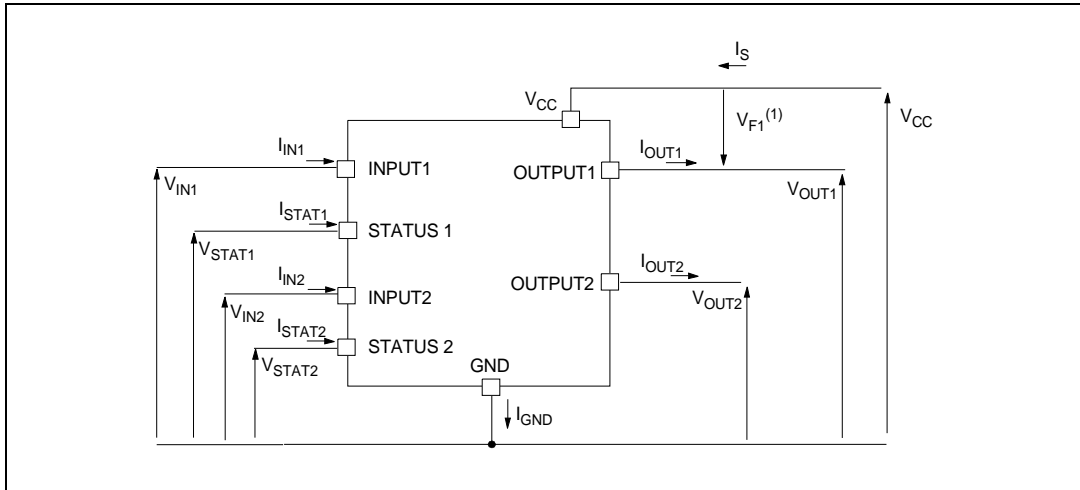 I_S
V_CC
V_F1^(1)
V_CC
I_IN1
INPUT1
OUTPUT1
I_OUT1
V_IN1
V_OUT1
I_STAT1
STATUS 1
V_STAT1
I_IN2
INPUT2
OUTPUT2
I_OUT2
V_IN2
V_OUT2
I_STAT2
STATUS 2
V_STAT2
GND
I_GND